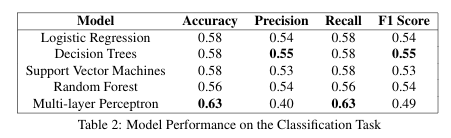 Model Accuracy Precision Recall F1 Score
Logistic Regression 0.58 0.54 0.58 0.54
Decision Trees 0.58 0.55 0.58 0.55
Support Vector Machines 0.58 0.53 0.58 0.53
Random Forest 0.56 0.54 0.56 0.54
Multi-layer Perceptron 0.63 0.40 0.63 0.49
Table 2: Model Performance on the Classification Task